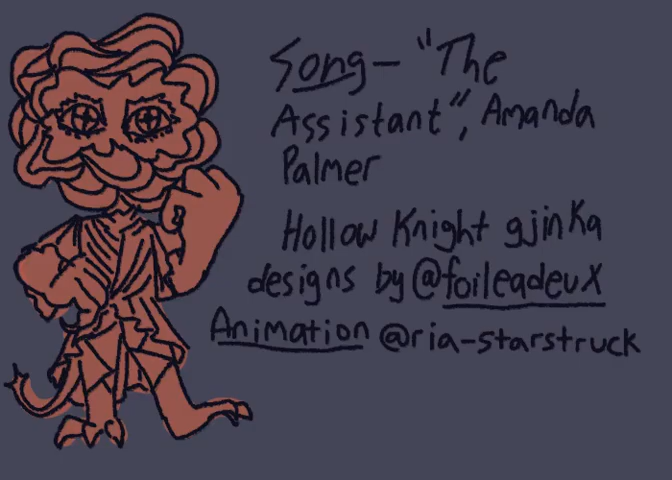 Song- "The
Assistant", Amanda
Palmer
Hollow Knight gjinka
designs by @foileadeux
Animation @ria-starstruck